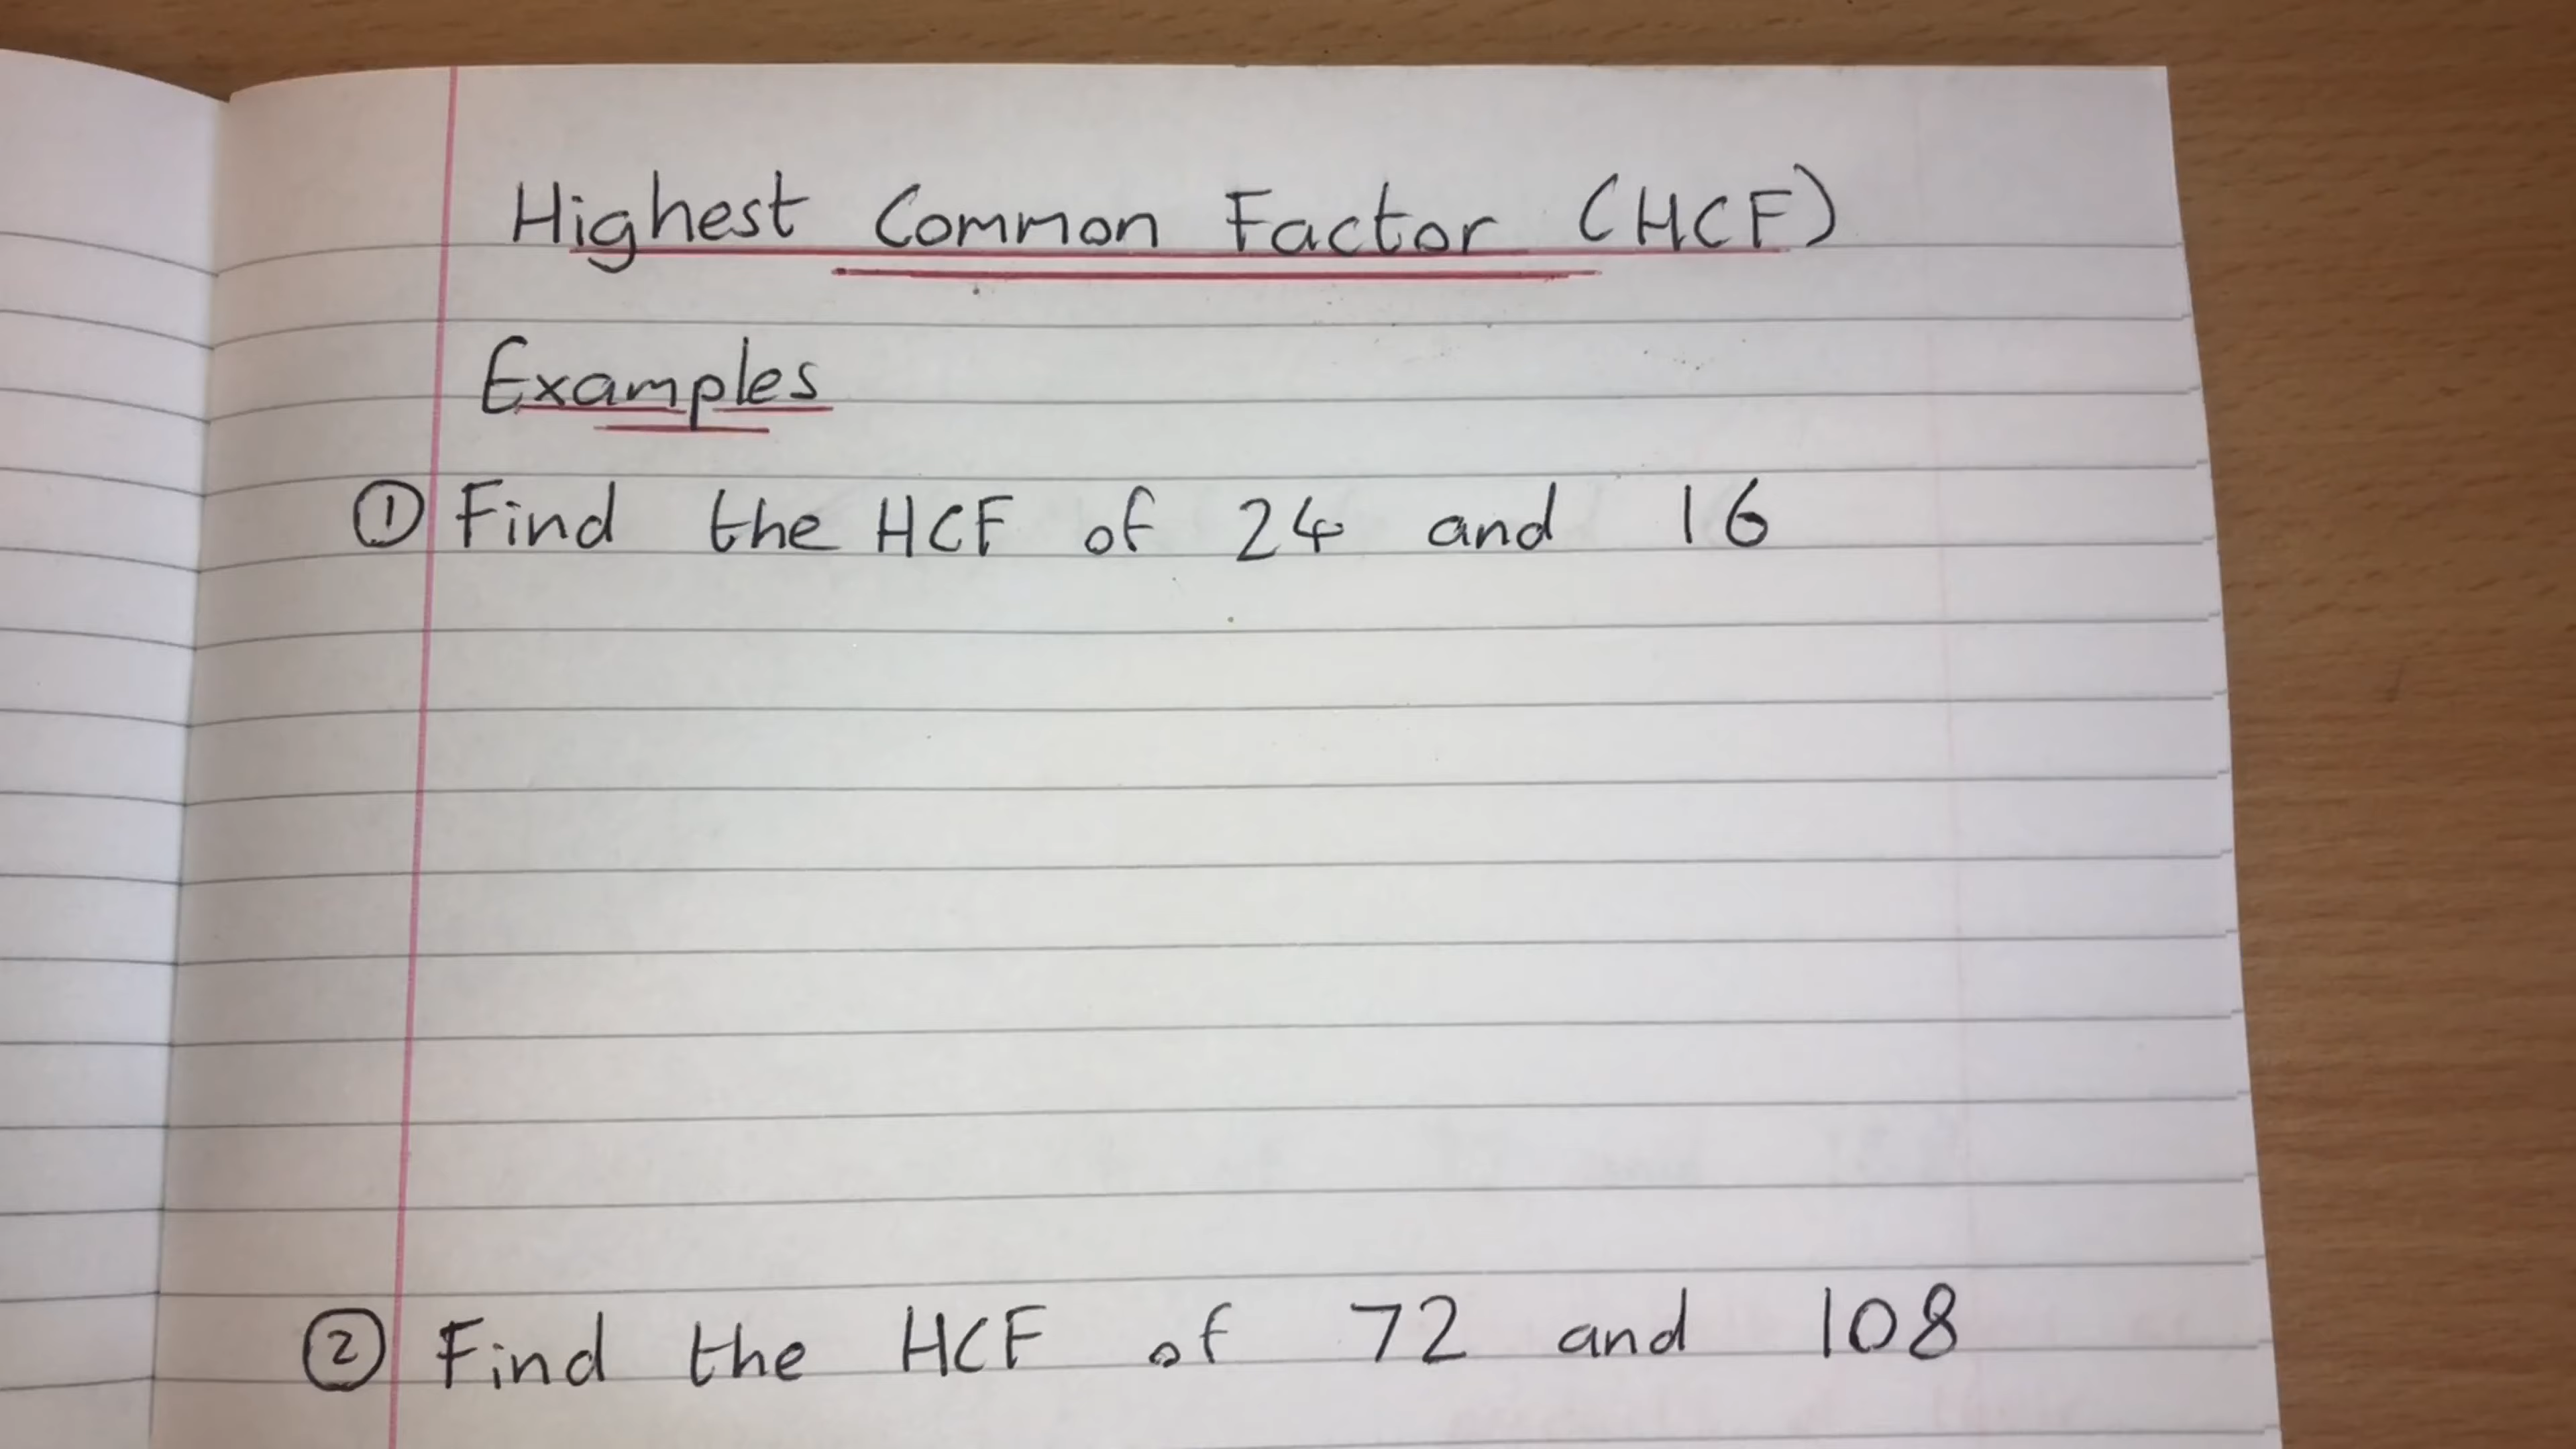 Highest Common Factor (HCF)
Examples
① Find the HCF of 24 and 16
② Find the HCF of 72 and 108